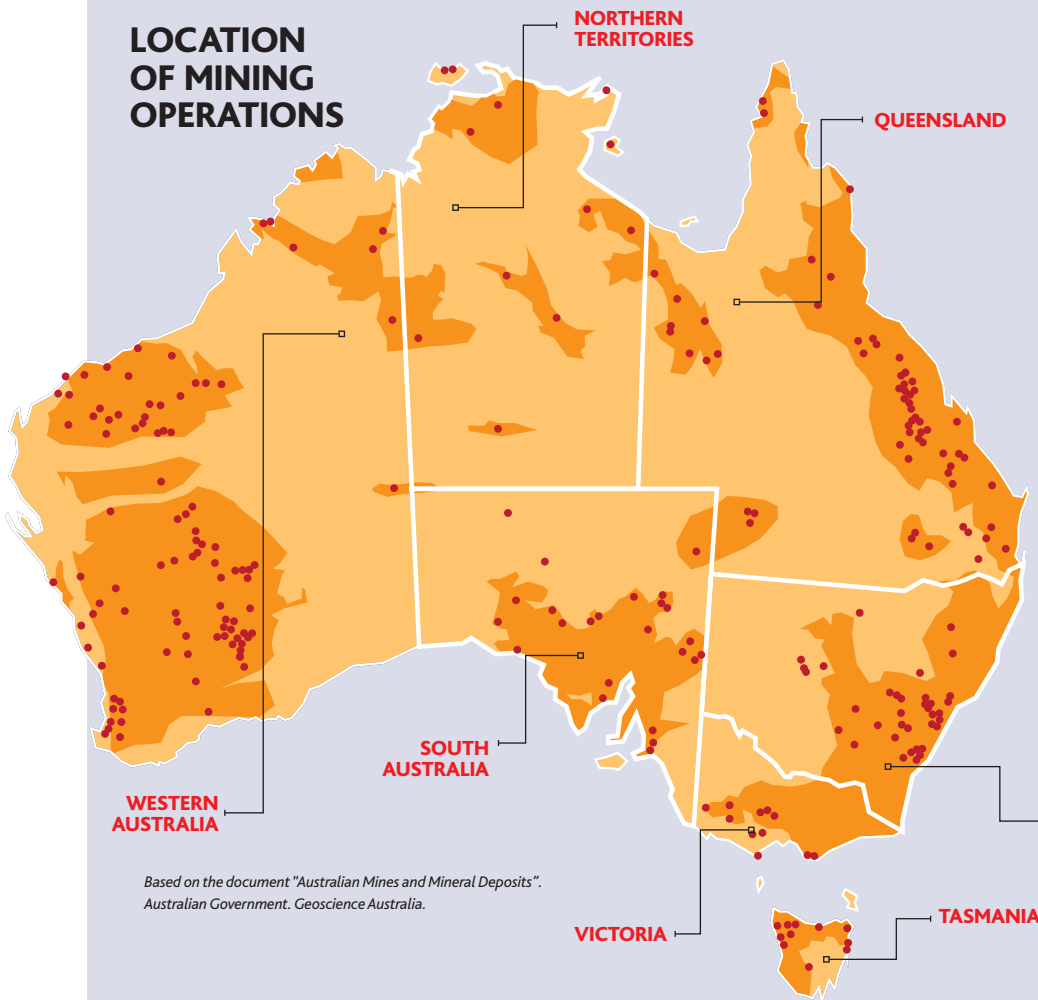 LOCATION
OF MINING
OPERATIONS
NORTHERN
TERRITORIES
QUEENSLAND
SOUTH
AUSTRALIA
WESTERN
AUSTRALIA
Based on the document "Australian Mines and Mineral Deposits".
Australian Government. Geoscience Australia.
VICTORIA
TASMANIA